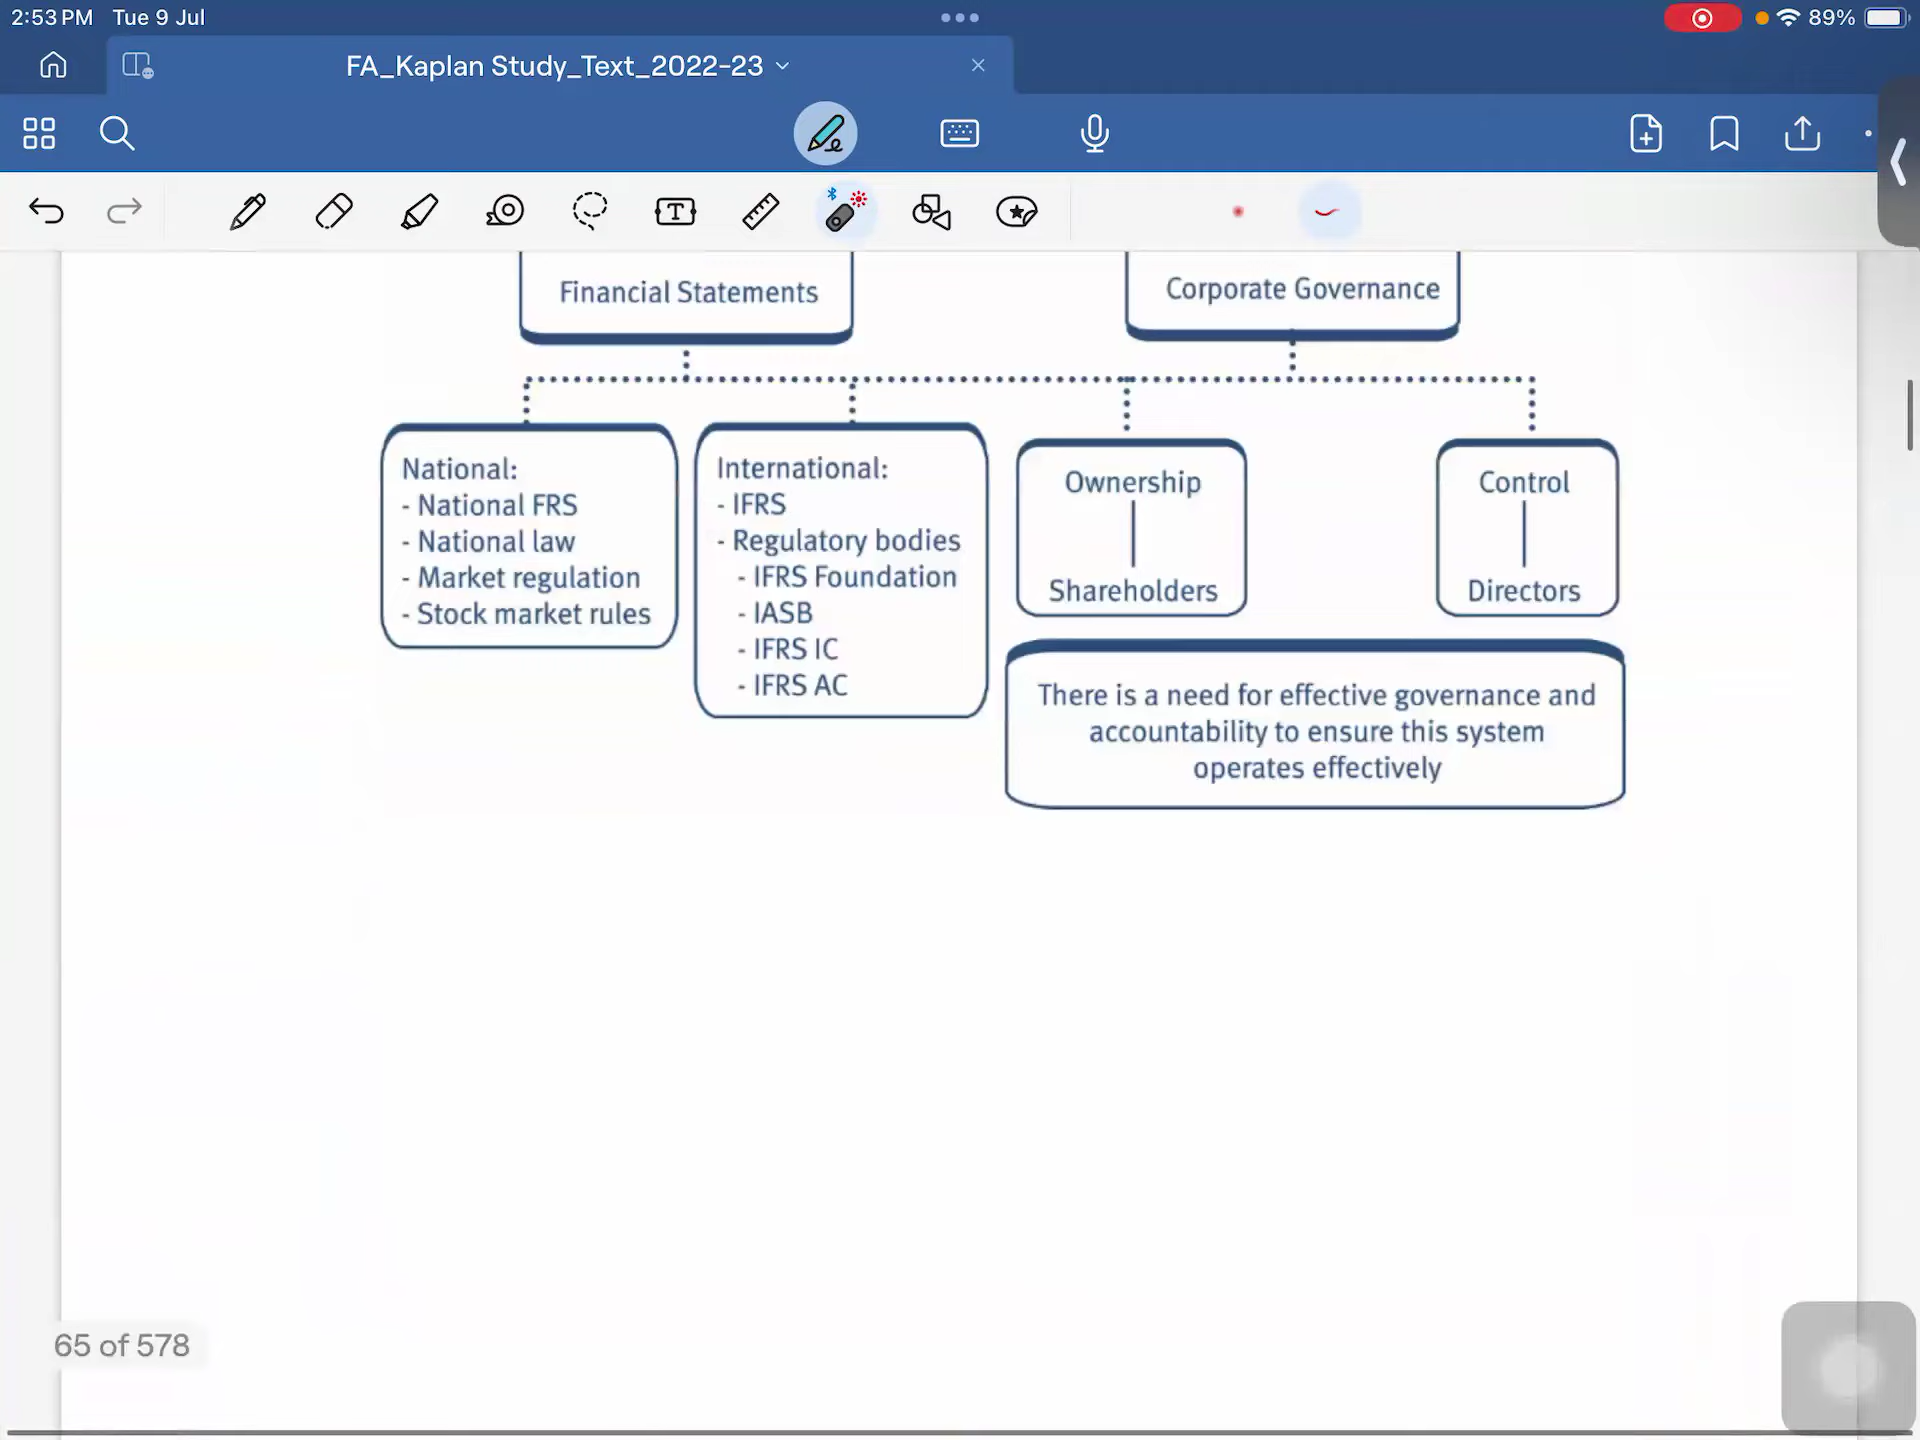 2:53 PM Tue 9 Jul
89%
FA_Kaplan Study_Text_2022-23
Financial Statements
Corporate Governance
National:
- National FRS
- National law
- Market regulation
- Stock market rules
International:
- IFRS
- Regulatory bodies
- IFRS Foundation
- IASB
- IFRS IC
- IFRS AC
Ownership
Shareholders
Control
Directors
There is a need for effective governance and
accountability to ensure this system
operates effectively
65 of 578